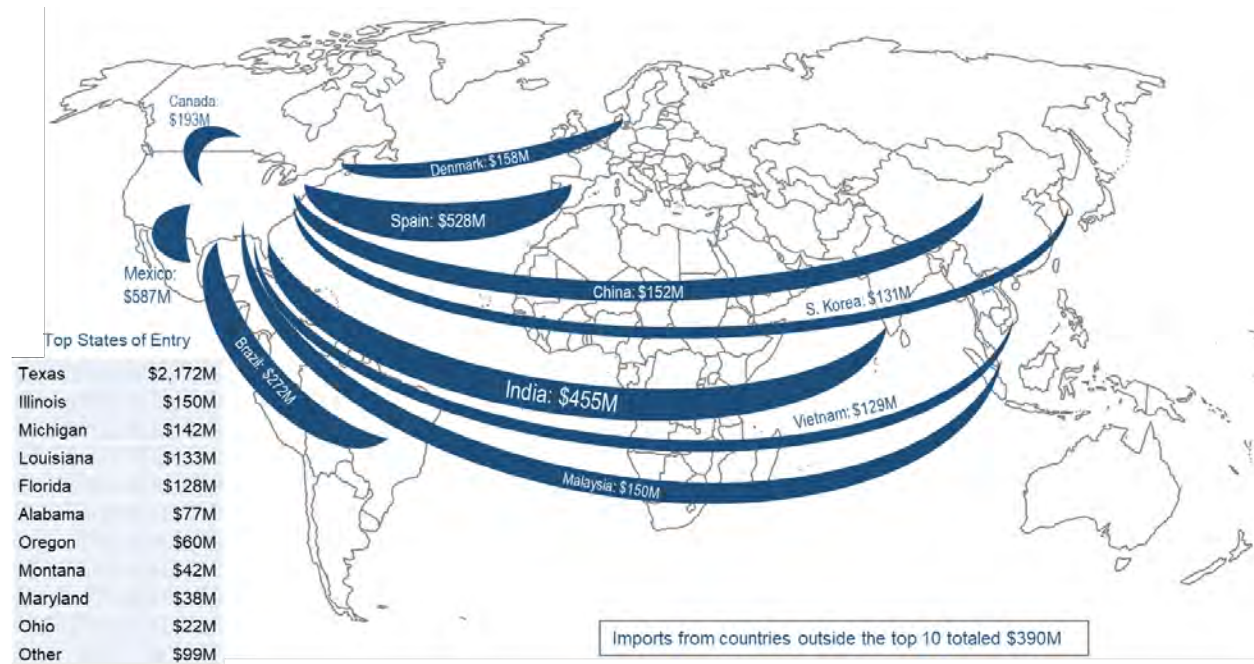 Canada:
$193M
Denmark: $158M
Spain: $528M
Mexico:
$587M
China: $152M
S. Korea: $131M
Brazil: $272M
India: $455M
Vietnam: $129M
Malaysia: $150M
Top States of Entry
Texas $2,172M
Illinois $150M
Michigan $142M
Louisiana $133M
Florida $128M
Alabama $77M
Oregon $60M
Montana $42M
Maryland $38M
Ohio $22M
Other $99M
Imports from countries outside the top 10 totaled $390M